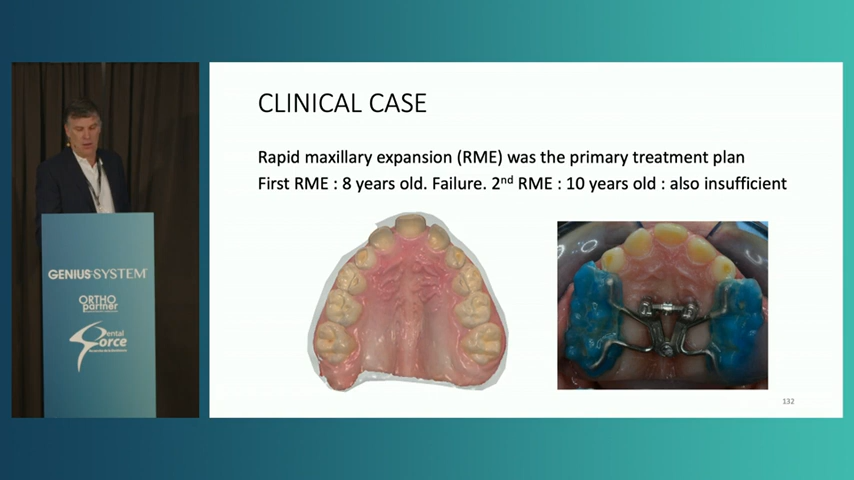 CLINICAL CASE
Rapid maxillary expansion (RME) was the primary treatment plan
First RME : 8 years old. Failure. 2nd RME : 10 years old : also insufficient
GENIUS SYSTEM
ORTHO
partner
Dental
Force
132